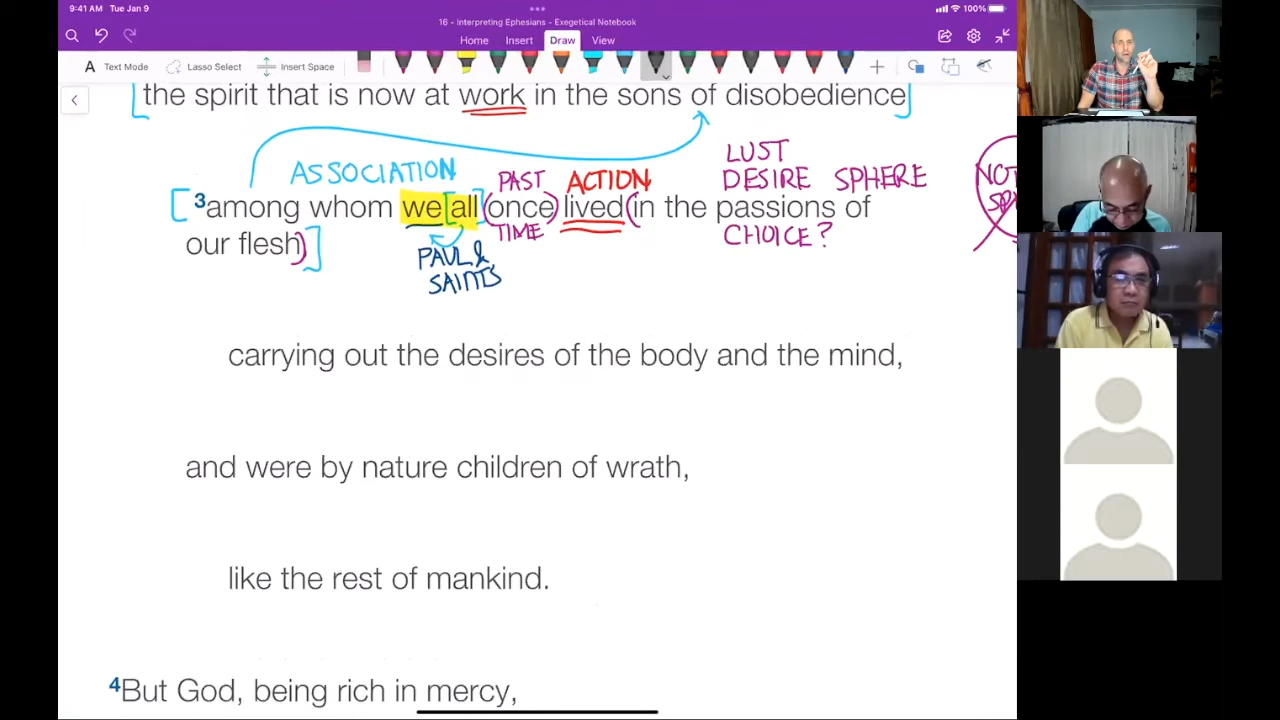 9:41 AM Tue Jan 9
100%
16 - Interpreting Ephesians - Exegetical Notebook
Home Insert Draw View
A Text Mode Lasso Select Insert Space
the spirit that is now at work in the sons of disobedience
LUST
ASSOCIATION PAST ACTION DESIRE SPHERE NOT
3among whom we all once lived in the passions of
TIME CHOICE?
our flesh
PAUL &
SAINTS
carrying out the desires of the body and the mind,
and were by nature children of wrath,
like the rest of mankind.
4But God, being rich in mercy,